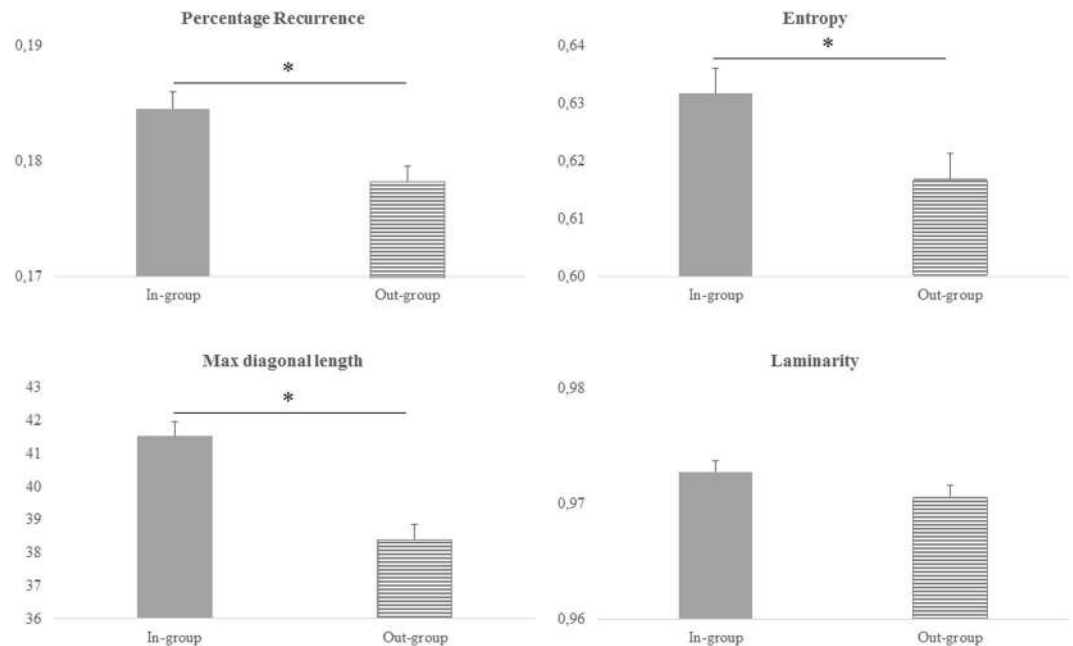 Percentage Recurrence
0,19
*
0,18
0,17
In-group Out-group
Entropy
0,64
*
0,63
0,62
0,61
0,60
In-group Out-group
Max diagonal length
43
*
42
41
40
39
38
37
36
In-group Out-group
Laminarity
0,98
0,97
0,96
In-group Out-group